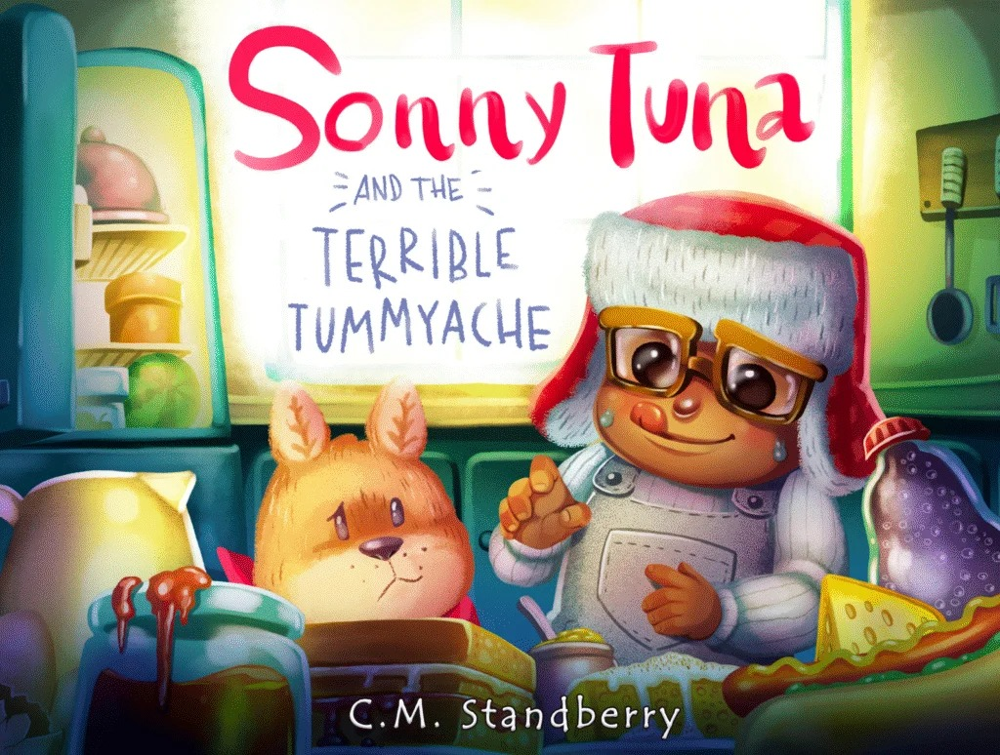 Sonny Tuna
AND THE
TERRIBLE
TUMMYACHE
C.M. Standberry